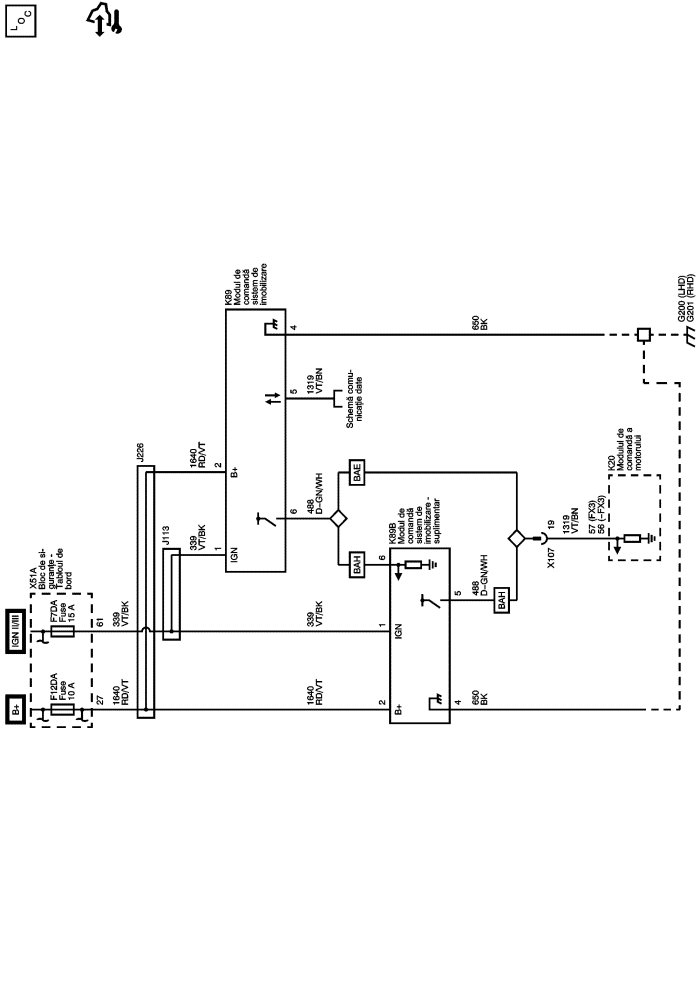 LOC
B+
IGN II/III
X51A
Bloc de si-
guranțe -
Tabloul de
bord
F12DA
Fuse
10 A
F7DA
Fuse
15 A
27
1640
RD/VT
61
339
VT/BK
J226
J113
1640
RD/VT
2
B+
339
VT/BK
1
IGN
K89
Modul de
comandă
sistem de
imobilizare
4
650
BK
5
1319
VT/BN
Schemă comu-
nicație date
6
488
D-GN/WH
BAE
BAH
1640
RD/VT
2
B+
339
VT/BK
1
IGN
K89B
Modul de
comandă
sistem de
imobilizare -
suplimentar
6
5
488
D-GN/WH
BAH
4
650
BK
X107
19
1319
VT/BN
57 (FX3)
56 (–FX3)
K20
Modulul de
comandă a
motorului
G200 (LHD)
G201 (RHD)